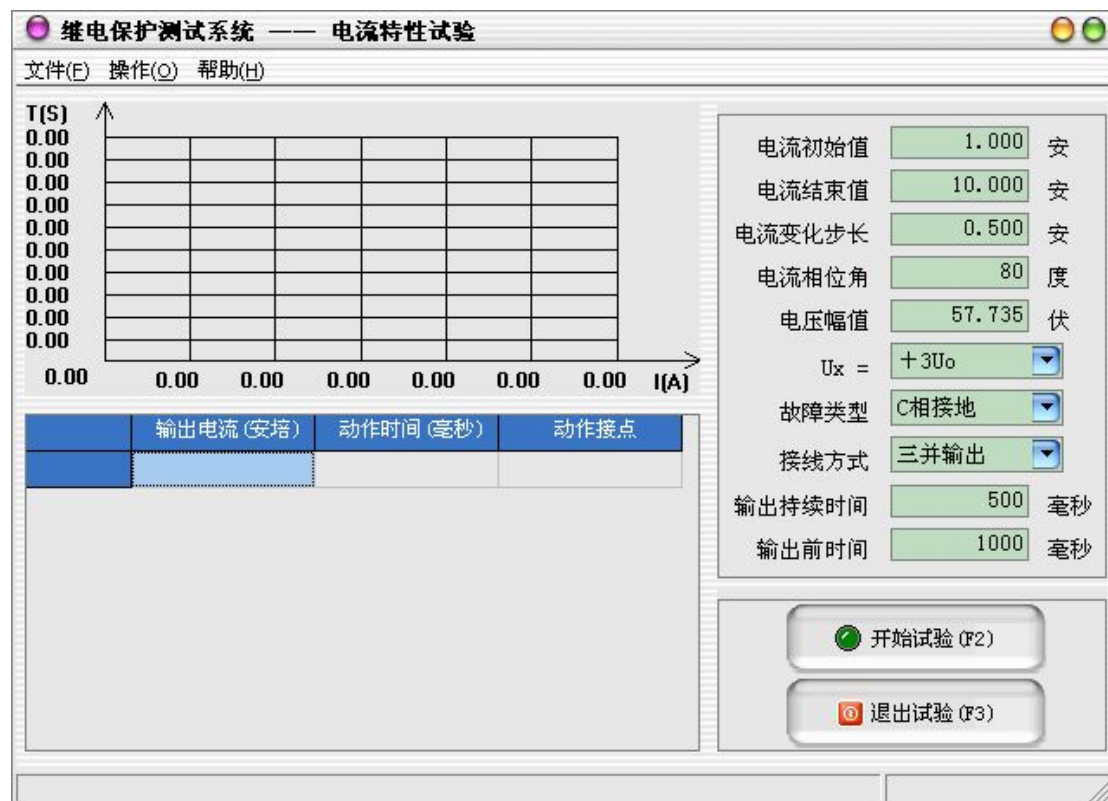 继电保护测试系统 —— 电流特性试验
文件(F) 操作(O) 帮助(H)
T(S)
0.00
0.00
0.00
0.00
0.00
0.00
0.00
0.00
0.00
0.00
0.00 0.00 0.00 0.00 0.00 0.00 0.00 I(A)
输出电流(安培) 动作时间(毫秒) 动作接点
电流初始值 1.000 安
电流结束值 10.000 安
电流变化步长 0.500 安
电流相位角 80 度
电压幅值 57.735 伏
Ux = ＋3Uo
故障类型 C相接地
接线方式 三并输出
输出持续时间 500 毫秒
输出前时间 1000 毫秒
开始试验(F2)
退出试验(F3)